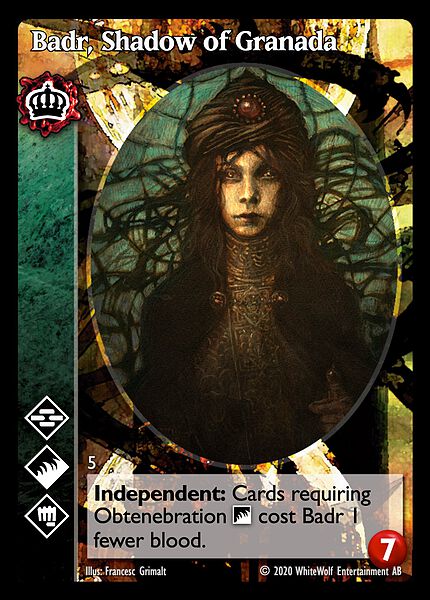 Badr, Shadow of Granada
5
Independent: Cards requiring
Obtenebration cost Badr 1
fewer blood.
7
Illus: Francesc Grimalt © 2020 WhiteWolf Entertainment AB